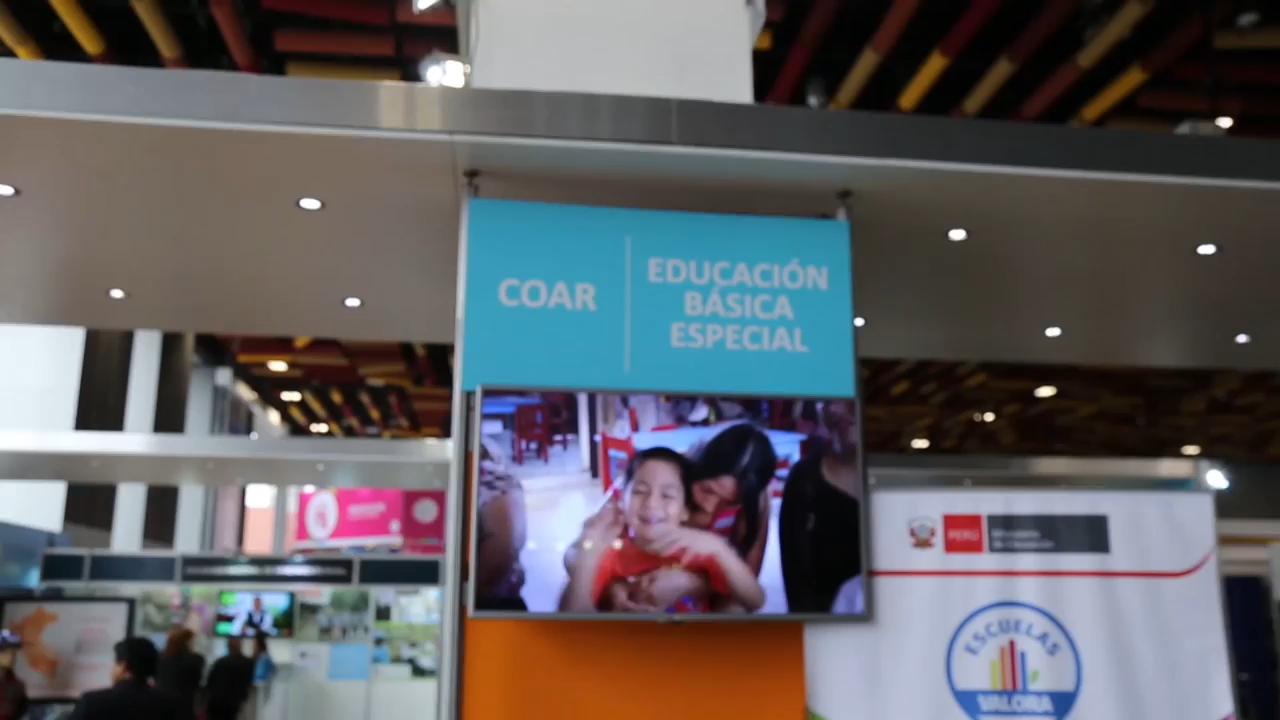 COAR
EDUCACIÓN
BÁSICA
ESPECIAL
PERÚ
ESCUELAS
VALORA